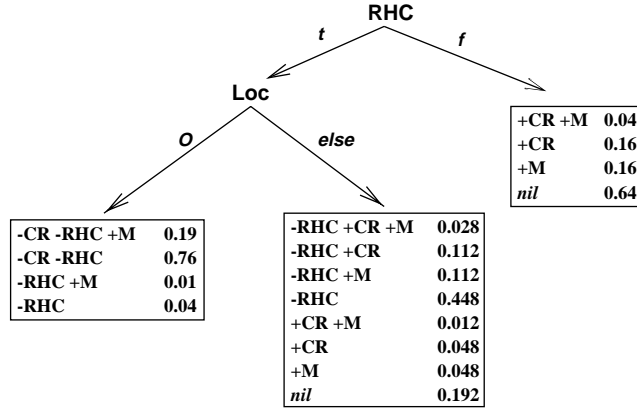 RHC
t
f
Loc
O
else
+CR +M 0.04
+CR 0.16
+M 0.16
nil 0.64
-CR -RHC +M 0.19
-CR -RHC 0.76
-RHC +M 0.01
-RHC 0.04
-RHC +CR +M 0.028
-RHC +CR 0.112
-RHC +M 0.112
-RHC 0.448
+CR +M 0.012
+CR 0.048
+M 0.048
nil 0.192